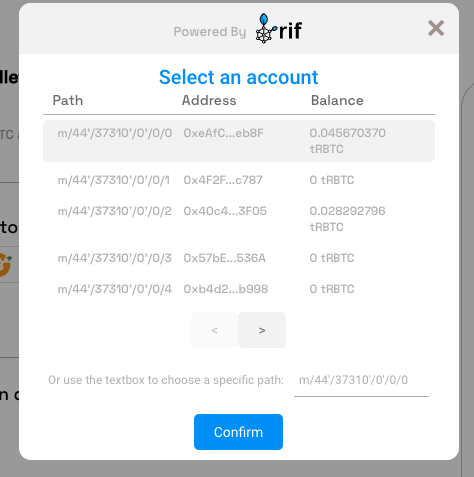 Powered By rif
×
Select an account
Path Address Balance
m/44'/37310'/0'/0/0 0xeAfC...eb8F 0.045670370
tRBTC
m/44'/37310'/0'/0/1 0x4F2F...c787 0 tRBTC
m/44'/37310'/0'/0/2 0x40c4...3F05 0.028292796
tRBTC
m/44'/37310'/0'/0/3 0x57bE...536A 0 tRBTC
m/44'/37310'/0'/0/4 0xb4d2...b998 0 tRBTC
< >
Or use the textbox to choose a specific path: m/44'/37310'/0'/0/0
Confirm